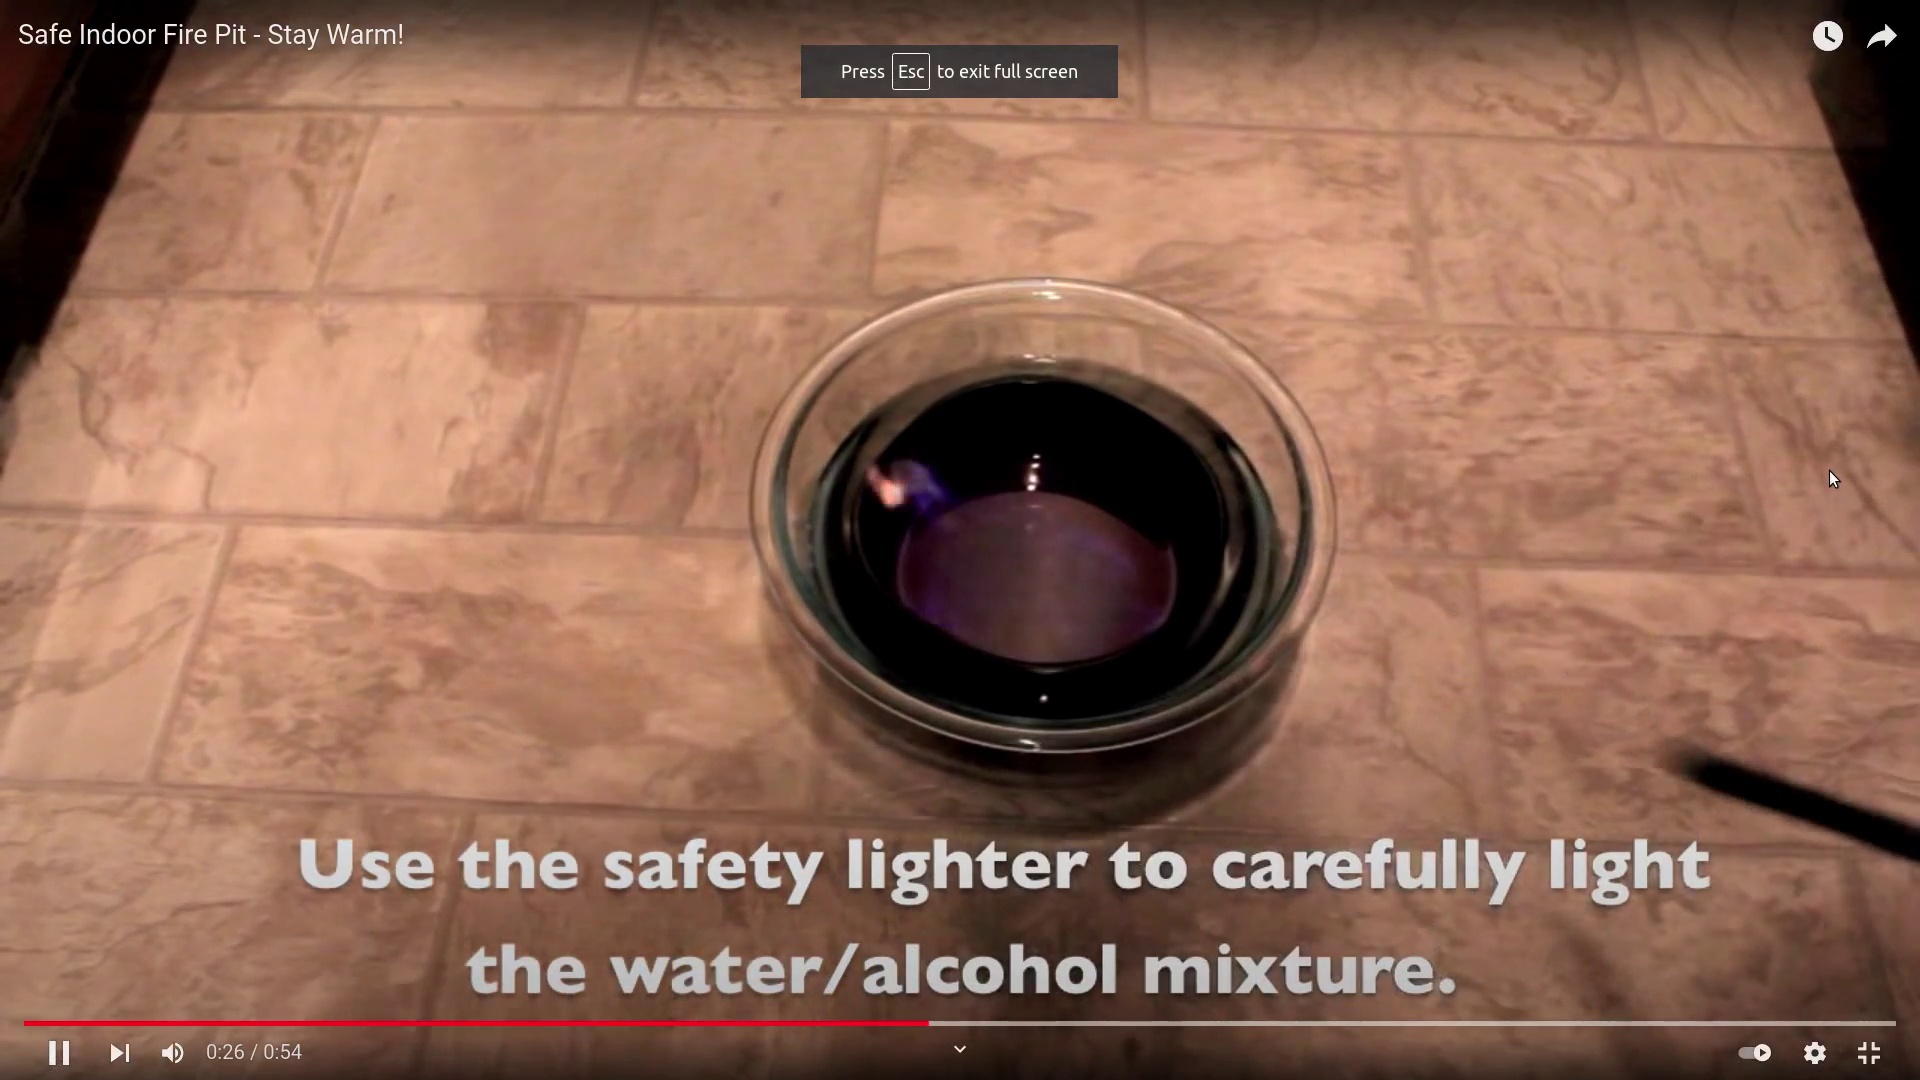 Safe Indoor Fire Pit - Stay Warm!
Press Esc to exit full screen
Use the safety lighter to carefully light
the water/alcohol mixture.
0:26 / 0:54